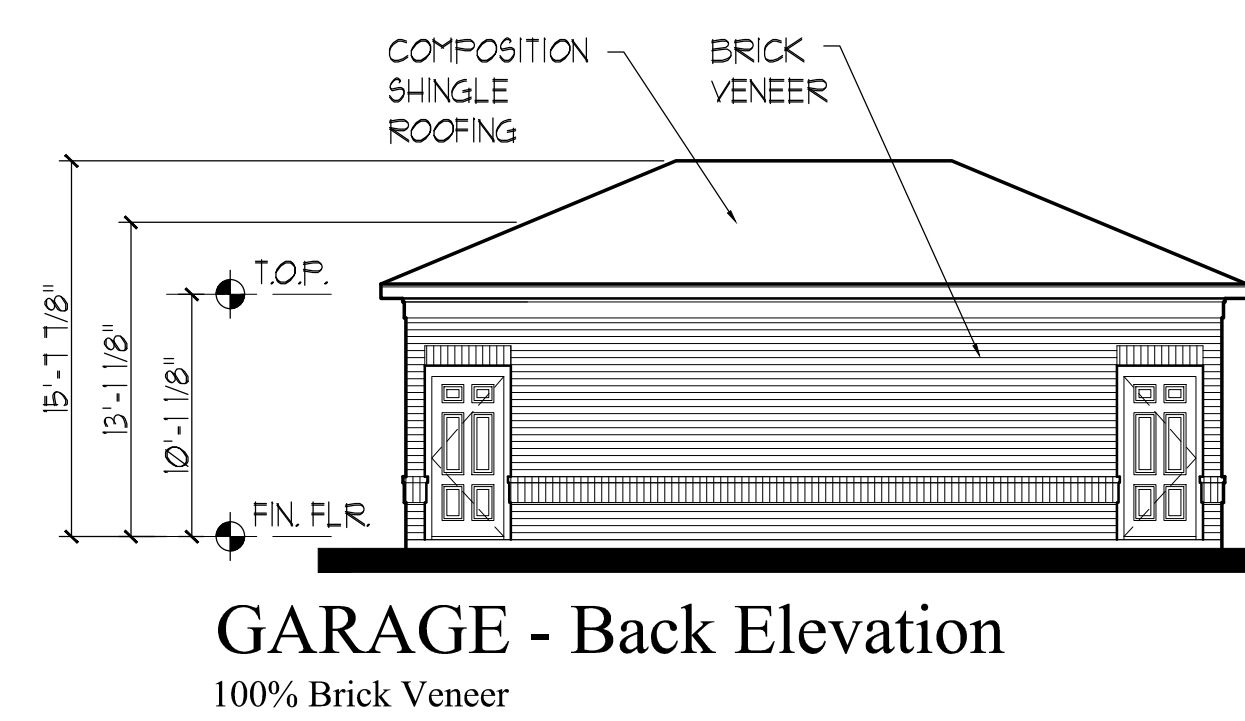 COMPOSITION
SHINGLE
ROOFING
BRICK
VENEER
T.O.P.
15'-7 7/8"
13'-1 1/8"
10'-1 1/8"
FIN. FLR.
GARAGE - Back Elevation
100% Brick Veneer